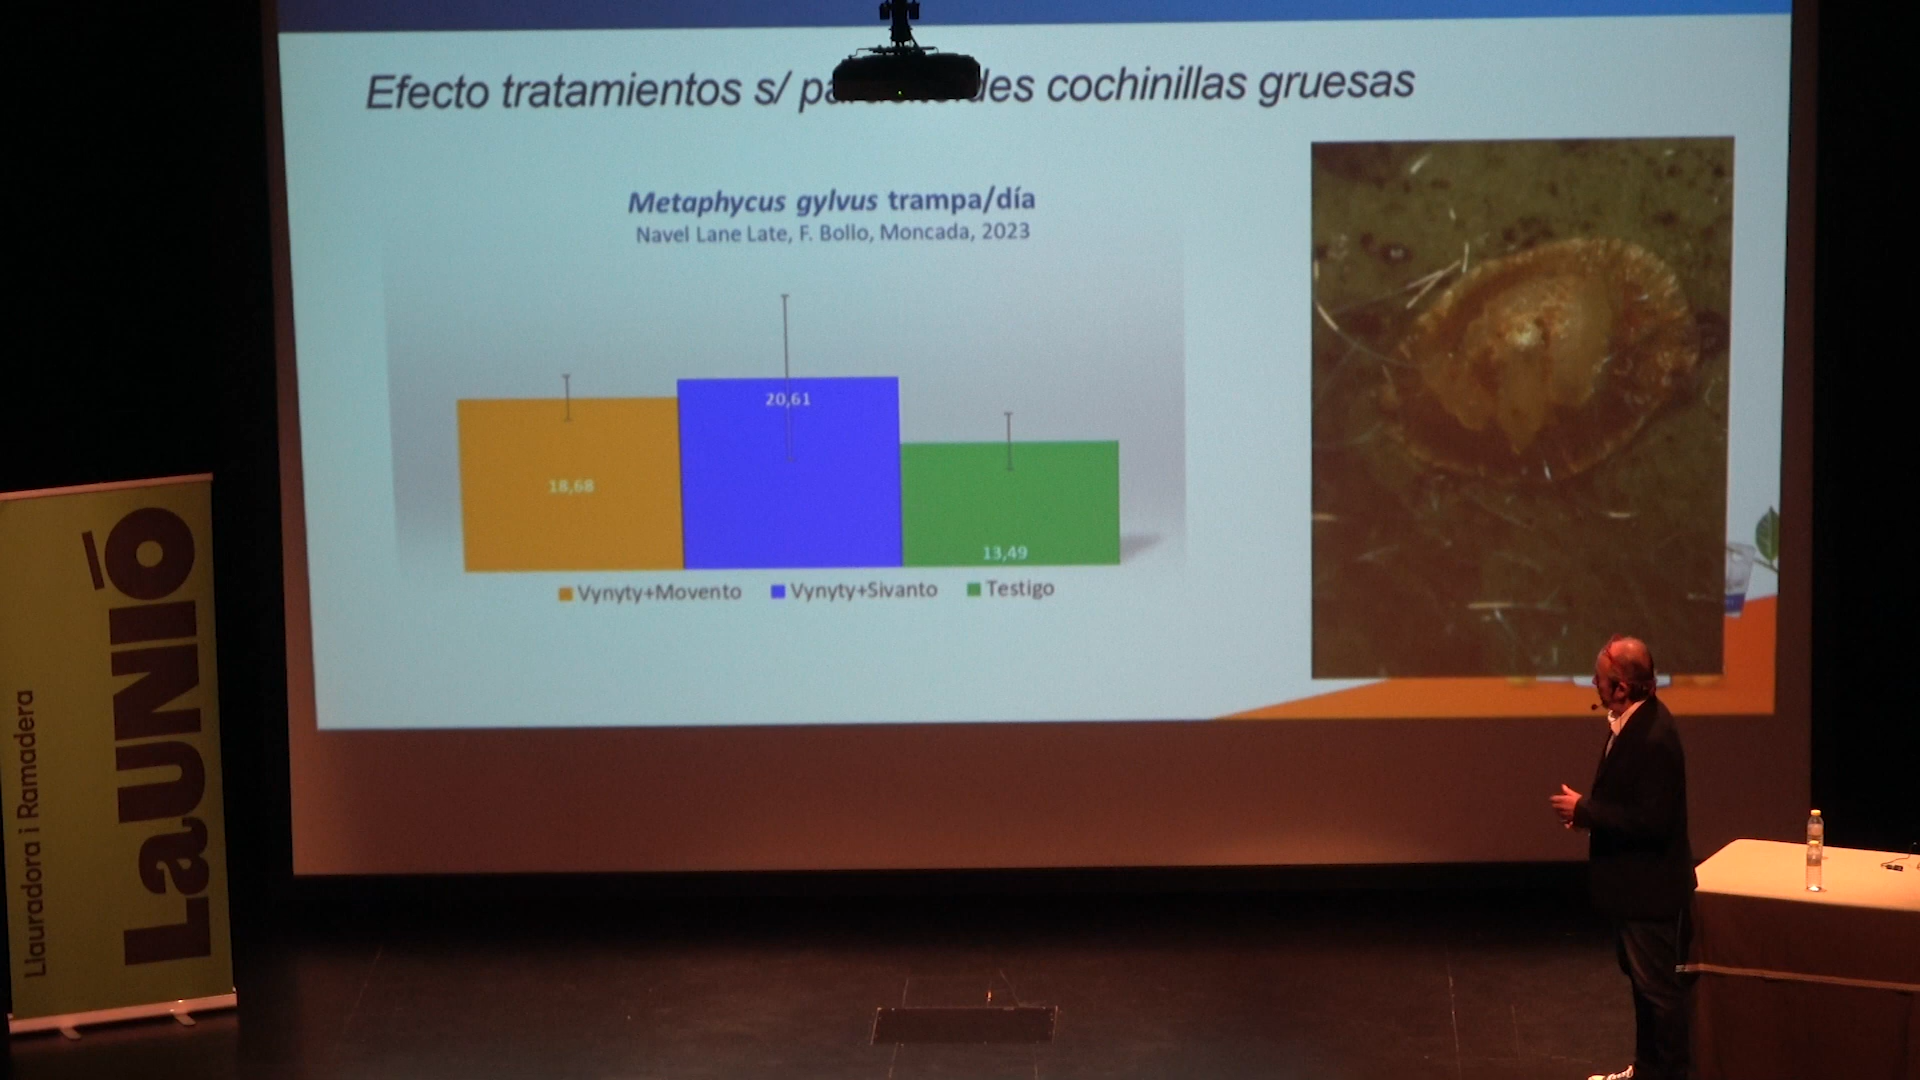 Efecto tratamientos s/ cochinillas gruesas
Metaphycus gylvus trampa/día
Navel Lane Late, F. Bollo, Moncada, 2023
18,68
20,61
13,49
Vynyty+Movento
Vynyty+Sivanto
Testigo
LaUNIÓ
Llauradora i Ramadera